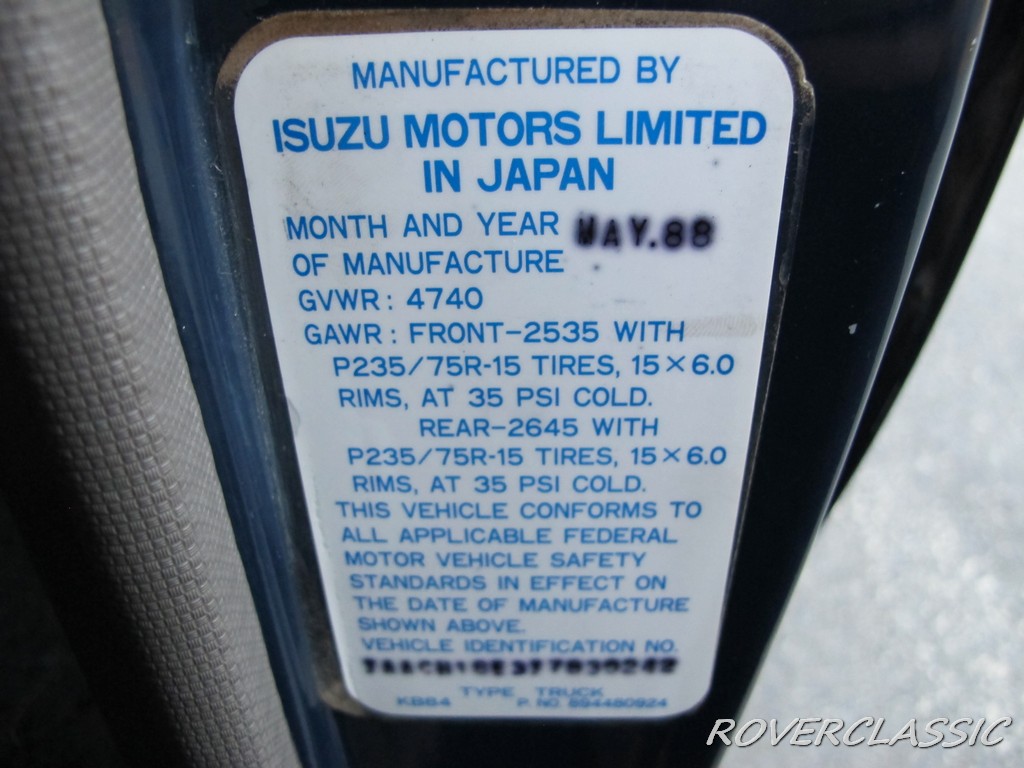 MANUFACTURED BY
ISUZU MOTORS LIMITED
IN JAPAN
MONTH AND YEAR MAY.88
OF MANUFACTURE
GVWR: 4740
GAWR: FRONT-2535 WITH
P235/75R-15 TIRES, 15×6.0
RIMS, AT 35 PSI COLD.
REAR-2645 WITH
P235/75R-15 TIRES, 15×6.0
RIMS, AT 35 PSI COLD.
THIS VEHICLE CONFORMS TO
ALL APPLICABLE FEDERAL
MOTOR VEHICLE SAFETY
STANDARDS IN EFFECT ON
THE DATE OF MANUFACTURE
SHOWN ABOVE.
VEHICLE IDENTIFICATION NO.
TYPE TRUCK
P. NO. 894480924
ROVERCLASSIC